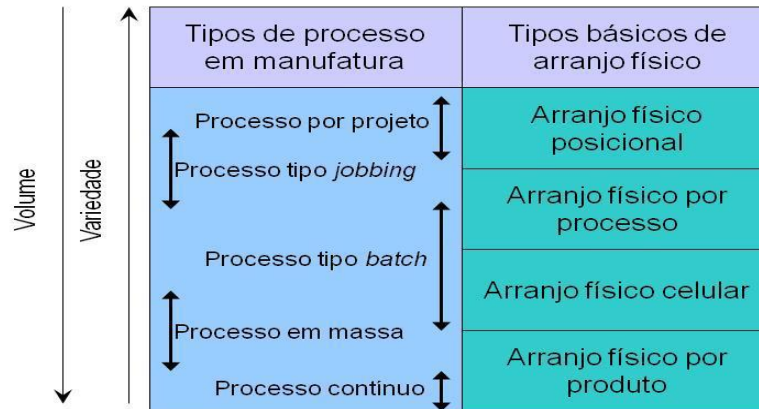 Volume
Variedade
Tipos de processo
em manufatura
Tipos básicos de
arranjo físico
Processo por projeto
Processo tipo jobbing
Processo tipo batch
Processo em massa
Processo continuo
Arranjo físico
posicional
Arranjo físico por
processo
Arranjo físico celular
Arranjo físico por
produto